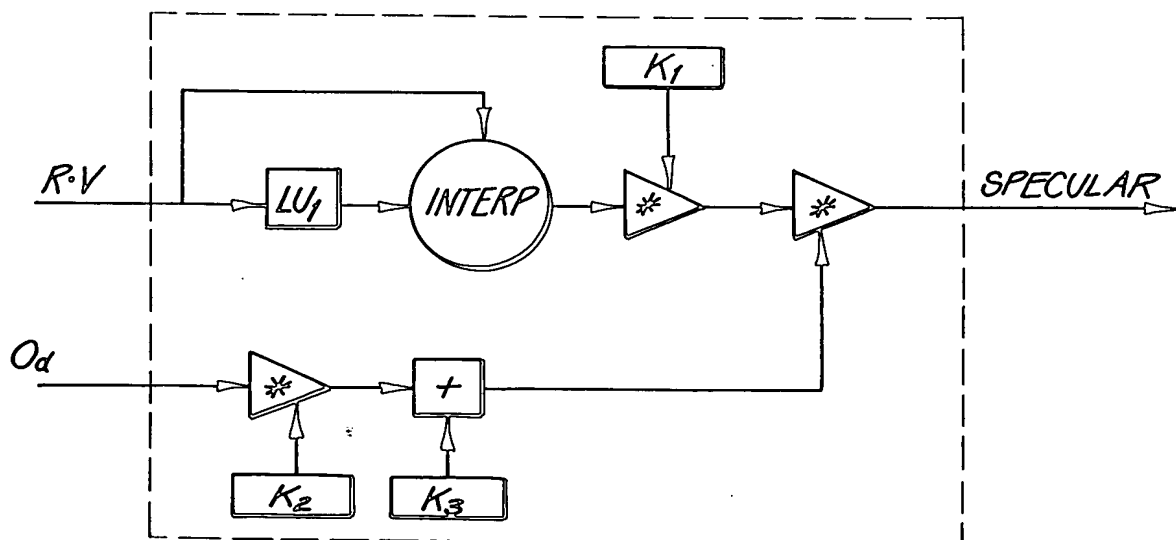 K₁
R·V
LU₁
INTERP
*
*
SPECULAR
Od
*
+
K₂
K₃